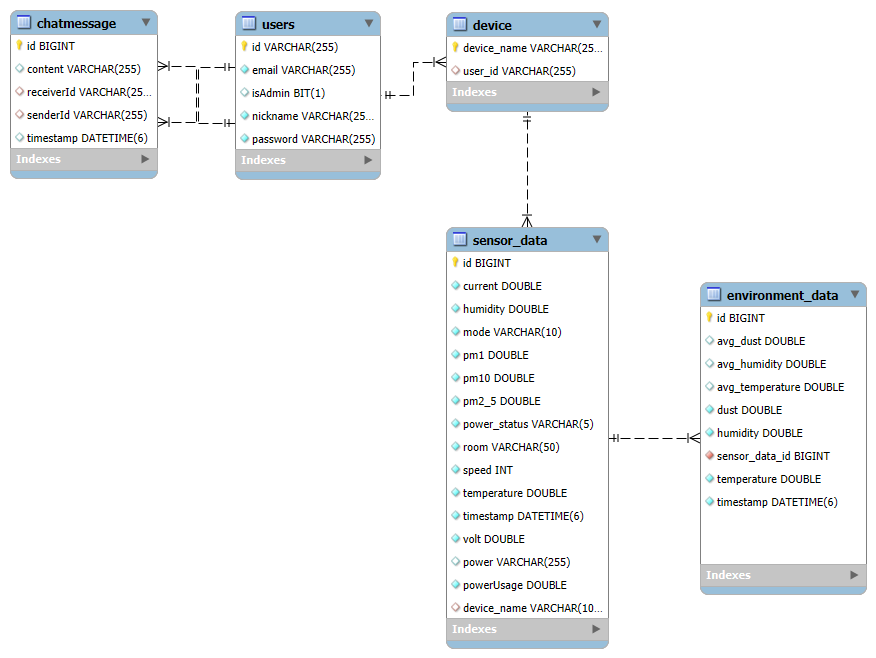 chatmessage
id BIGINT
content VARCHAR(255)
receiverId VARCHAR(25...
senderId VARCHAR(255)
timestamp DATETIME(6)
Indexes
users
id VARCHAR(255)
email VARCHAR(255)
isAdmin BIT(1)
nickname VARCHAR(25...
password VARCHAR(255)
Indexes
device
device_name VARCHAR(25...
user_id VARCHAR(255)
Indexes
sensor_data
id BIGINT
current DOUBLE
humidity DOUBLE
mode VARCHAR(10)
pm1 DOUBLE
pm10 DOUBLE
pm2_5 DOUBLE
power_status VARCHAR(5)
room VARCHAR(50)
speed INT
temperature DOUBLE
timestamp DATETIME(6)
volt DOUBLE
power VARCHAR(255)
powerUsage DOUBLE
device_name VARCHAR(10...
Indexes
environment_data
id BIGINT
avg_dust DOUBLE
avg_humidity DOUBLE
avg_temperature DOUBLE
dust DOUBLE
humidity DOUBLE
sensor_data_id BIGINT
temperature DOUBLE
timestamp DATETIME(6)
Indexes